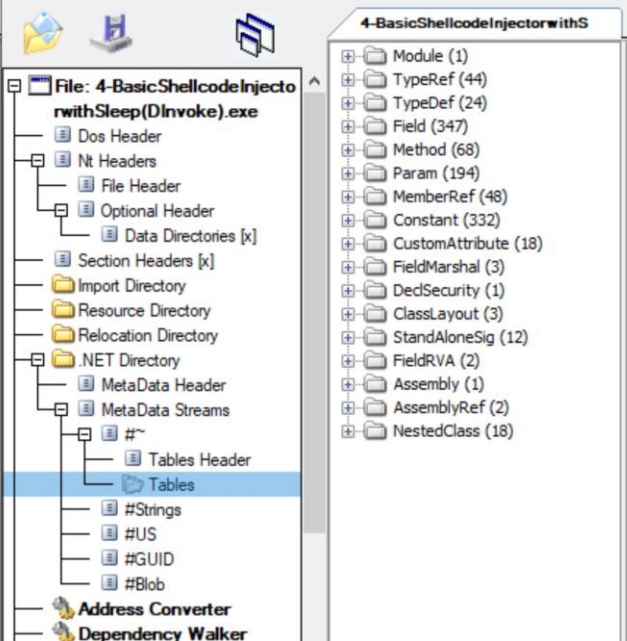 File: 4-BasicShellcodeInjecto
rwithSleep(DInvoke).exe
Dos Header
Nt Headers
File Header
Optional Header
Data Directories [x]
Section Headers [x]
Import Directory
Resource Directory
Relocation Directory
.NET Directory
MetaData Header
MetaData Streams
#~
Tables Header
Tables
#Strings
#US
#GUID
#Blob
Address Converter
Dependency Walker
4-BasicShellcodeInjectorwithS
Module (1)
TypeRef (44)
TypeDef (24)
Field (347)
Method (68)
Param (194)
MemberRef (48)
Constant (332)
CustomAttribute (18)
FieldMarshal (3)
DeclSecurity (1)
ClassLayout (3)
StandAloneSig (12)
FieldRVA (2)
Assembly (1)
AssemblyRef (2)
NestedClass (18)